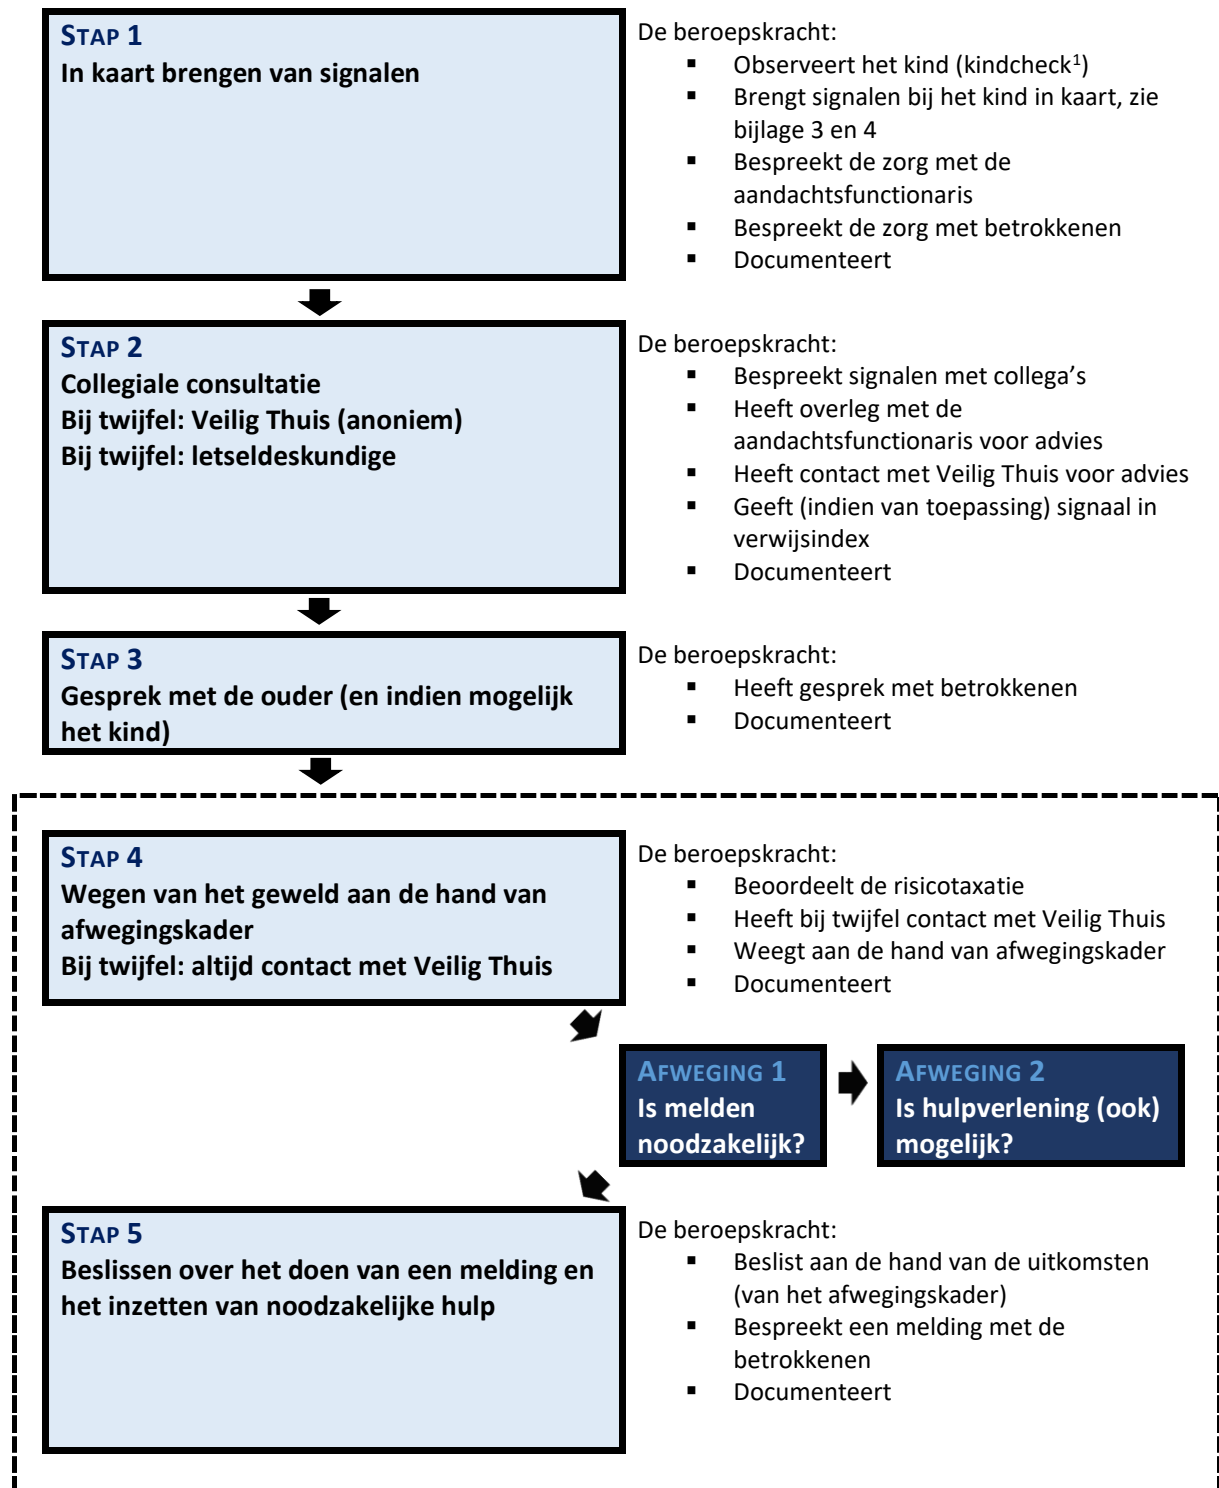 STAP 1
In kaart brengen van signalen
De beroepskracht:
▪ Observeert het kind (kindcheck¹)
▪ Brengt signalen bij het kind in kaart, zie
bijlage 3 en 4
▪ Bespreekt de zorg met de
aandachtsfunctionaris
▪ Bespreekt de zorg met betrokkenen
▪ Documenteert
STAP 2
Collegiale consultatie
Bij twijfel: Veilig Thuis (anoniem)
Bij twijfel: letseldeskundige
De beroepskracht:
▪ Bespreekt signalen met collega’s
▪ Heeft overleg met de
aandachtsfunctionaris voor advies
▪ Heeft contact met Veilig Thuis voor advies
▪ Geeft (indien van toepassing) signaal in
verwijsindex
▪ Documenteert
STAP 3
Gesprek met de ouder (en indien mogelijk
het kind)
De beroepskracht:
▪ Heeft gesprek met betrokkenen
▪ Documenteert
STAP 4
Wegen van het geweld aan de hand van
afwegingskader
Bij twijfel: altijd contact met Veilig Thuis
De beroepskracht:
▪ Beoordeelt de risicotaxatie
▪ Heeft bij twijfel contact met Veilig Thuis
▪ Weegt aan de hand van afwegingskader
▪ Documenteert
AFWEGING 1
Is melden
noodzakelijk?
AFWEGING 2
Is hulpverlening (ook)
mogelijk?
STAP 5
Beslissen over het doen van een melding en
het inzetten van noodzakelijke hulp
De beroepskracht:
▪ Beslist aan de hand van de uitkomsten
(van het afwegingskader)
▪ Bespreekt een melding met de
betrokkenen
▪ Documenteert